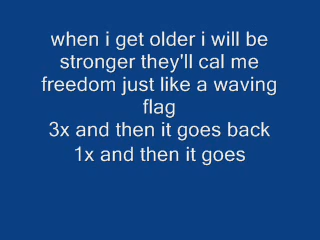 when i get older i will be
stronger they'll cal me
freedom just like a waving
flag
3x and then it goes back
1x and then it goes